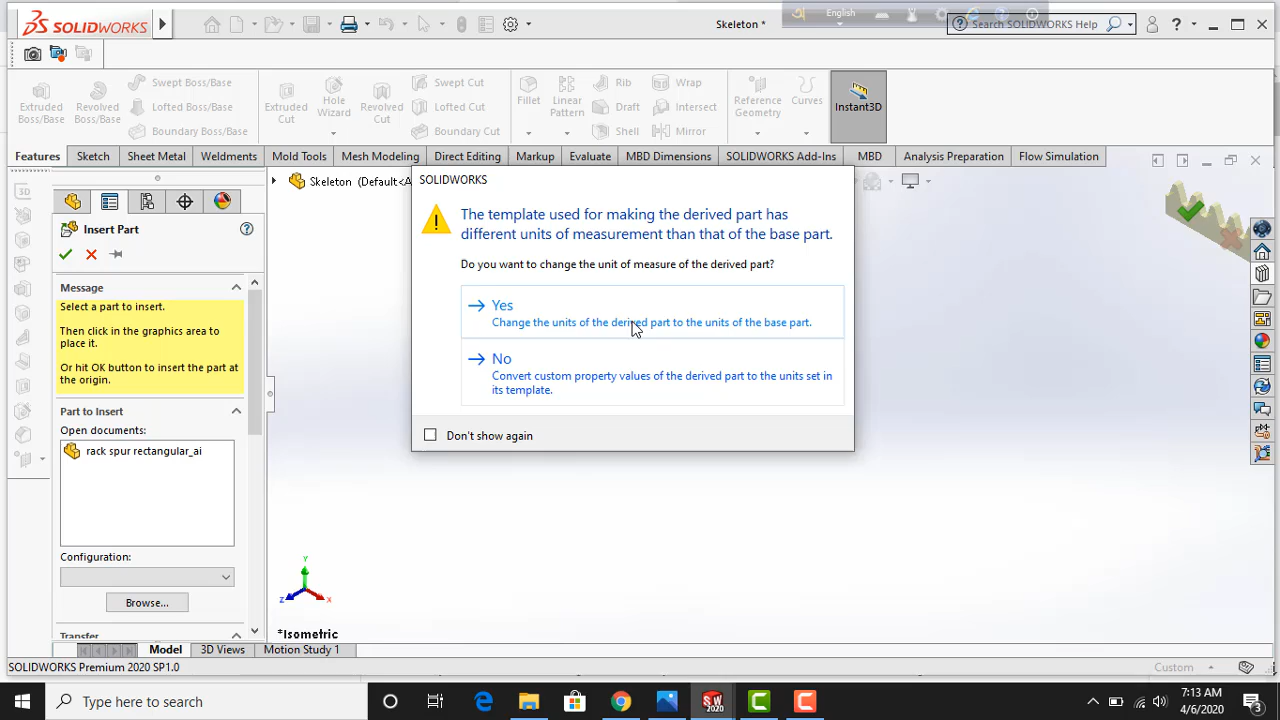 SOLIDWORKS
Skeleton *
English
Search SOLIDWORKS Help
Extruded Boss/Base
Revolved Boss/Base
Swept Boss/Base
Lofted Boss/Base
Boundary Boss/Base
Extruded Cut
Hole Wizard
Revolved Cut
Swept Cut
Lofted Cut
Boundary Cut
Fillet
Linear Pattern
Rib
Draft
Shell
Wrap
Intersect
Mirror
Reference Geometry
Curves
Instant3D
Features
Sketch
Sheet Metal
Weldments
Mold Tools
Mesh Modeling
Direct Editing
Markup
Evaluate
MBD Dimensions
SOLIDWORKS Add-Ins
MBD
Analysis Preparation
Flow Simulation
Skeleton (Default<A
Insert Part
Message
Select a part to insert.
Then click in the graphics area to
place it.
Or hit OK button to insert the part at
the origin.
Part to Insert
Open documents:
rack spur rectangular_ai
Configuration:
Browse...
Transfer
SOLIDWORKS
The template used for making the derived part has
different units of measurement than that of the base part.
Do you want to change the unit of measure of the derived part?
Yes
Change the units of the derived part to the units of the base part.
No
Convert custom property values of the derived part to the units set in
its template.
Don't show again
Y
Z
X
*Isometric
Model
3D Views
Motion Study 1
SOLIDWORKS Premium 2020 SP1.0
Custom
Type here to search
SW
2020
7:13 AM
4/6/2020
3